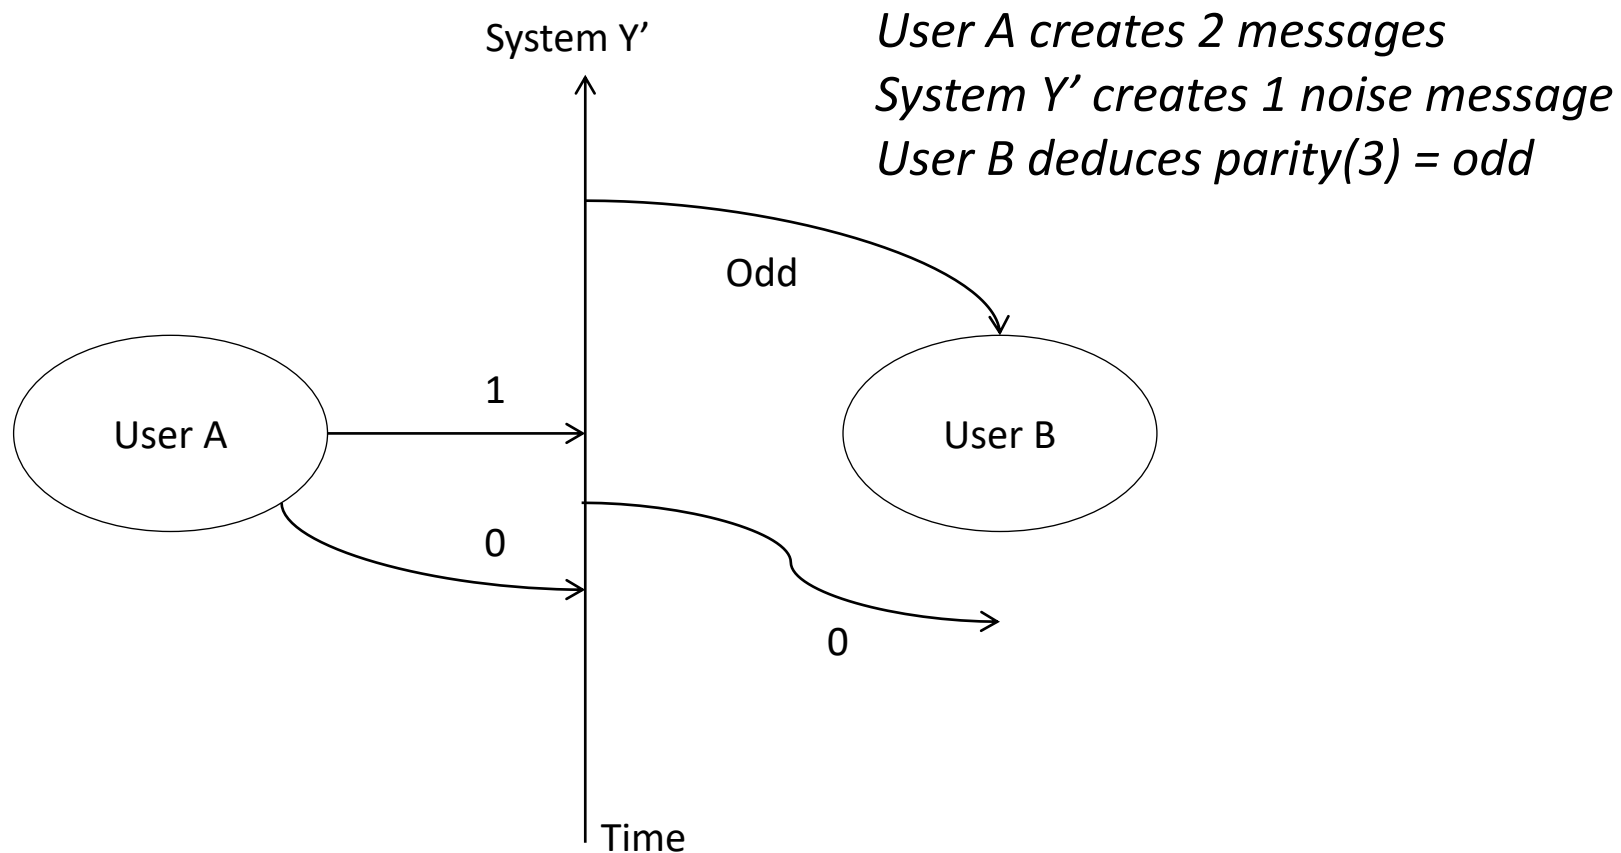 System Y’
User A creates 2 messages
System Y’ creates 1 noise message
User B deduces parity(3) = odd
Odd
1
User A
User B
0
0
Time